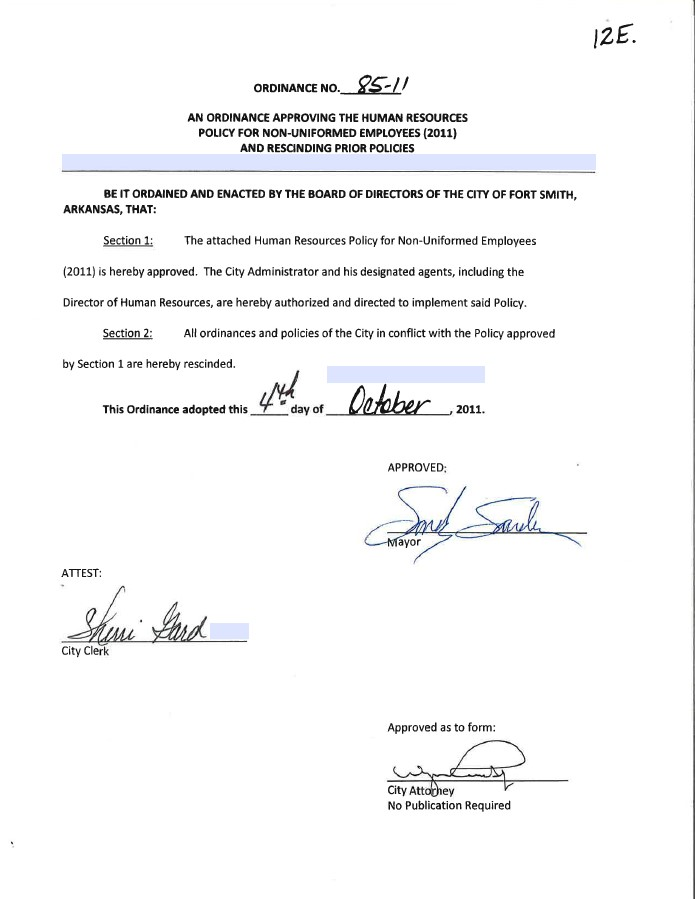 12E.
ORDINANCE NO. 85-11
AN ORDINANCE APPROVING THE HUMAN RESOURCES
POLICY FOR NON-UNIFORMED EMPLOYEES (2011)
AND RESCINDING PRIOR POLICIES
BE IT ORDAINED AND ENACTED BY THE BOARD OF DIRECTORS OF THE CITY OF FORT SMITH,
ARKANSAS, THAT:
Section 1: The attached Human Resources Policy for Non-Uniformed Employees
(2011) is hereby approved. The City Administrator and his designated agents, including the
Director of Human Resources, are hereby authorized and directed to implement said Policy.
Section 2: All ordinances and policies of the City in conflict with the Policy approved
by Section 1 are hereby rescinded.
This Ordinance adopted this 4th day of October, 2011.
APPROVED:
Mayor
ATTEST:
Sherri Gard
City Clerk
Approved as to form:
City Attorney
No Publication Required